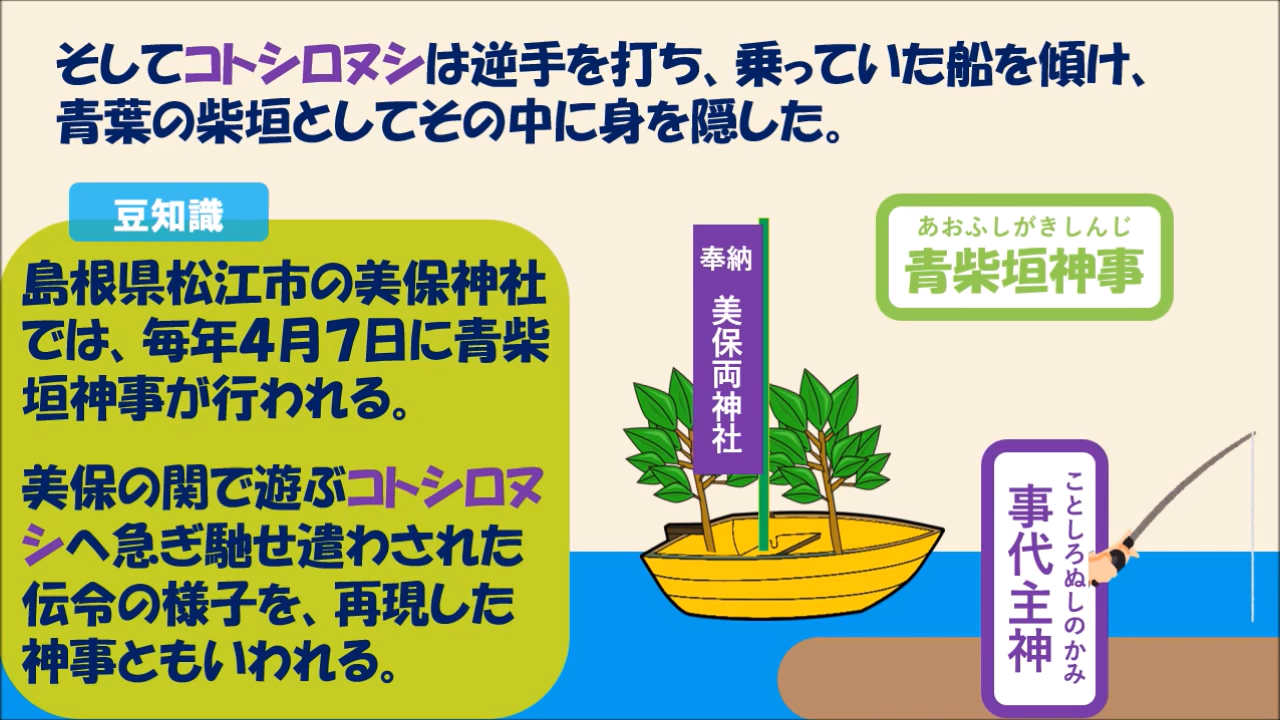 そしてコトシロヌシは逆手を打ち、乗っていた船を傾け、
青葉の柴垣としてその中に身を隠した。
豆知識
島根県松江市の美保神社
では、毎年4月7日に青柴
垣神事が行われる。
美保の関で遊ぶコトシロヌ
シへ急ぎ馳せ遣わされた
伝令の様子を、再現した
神事ともいわれる。
奉納
美保両神社
あおふしがきしんじ
青柴垣神事
ことしろぬしのかみ
事代主神